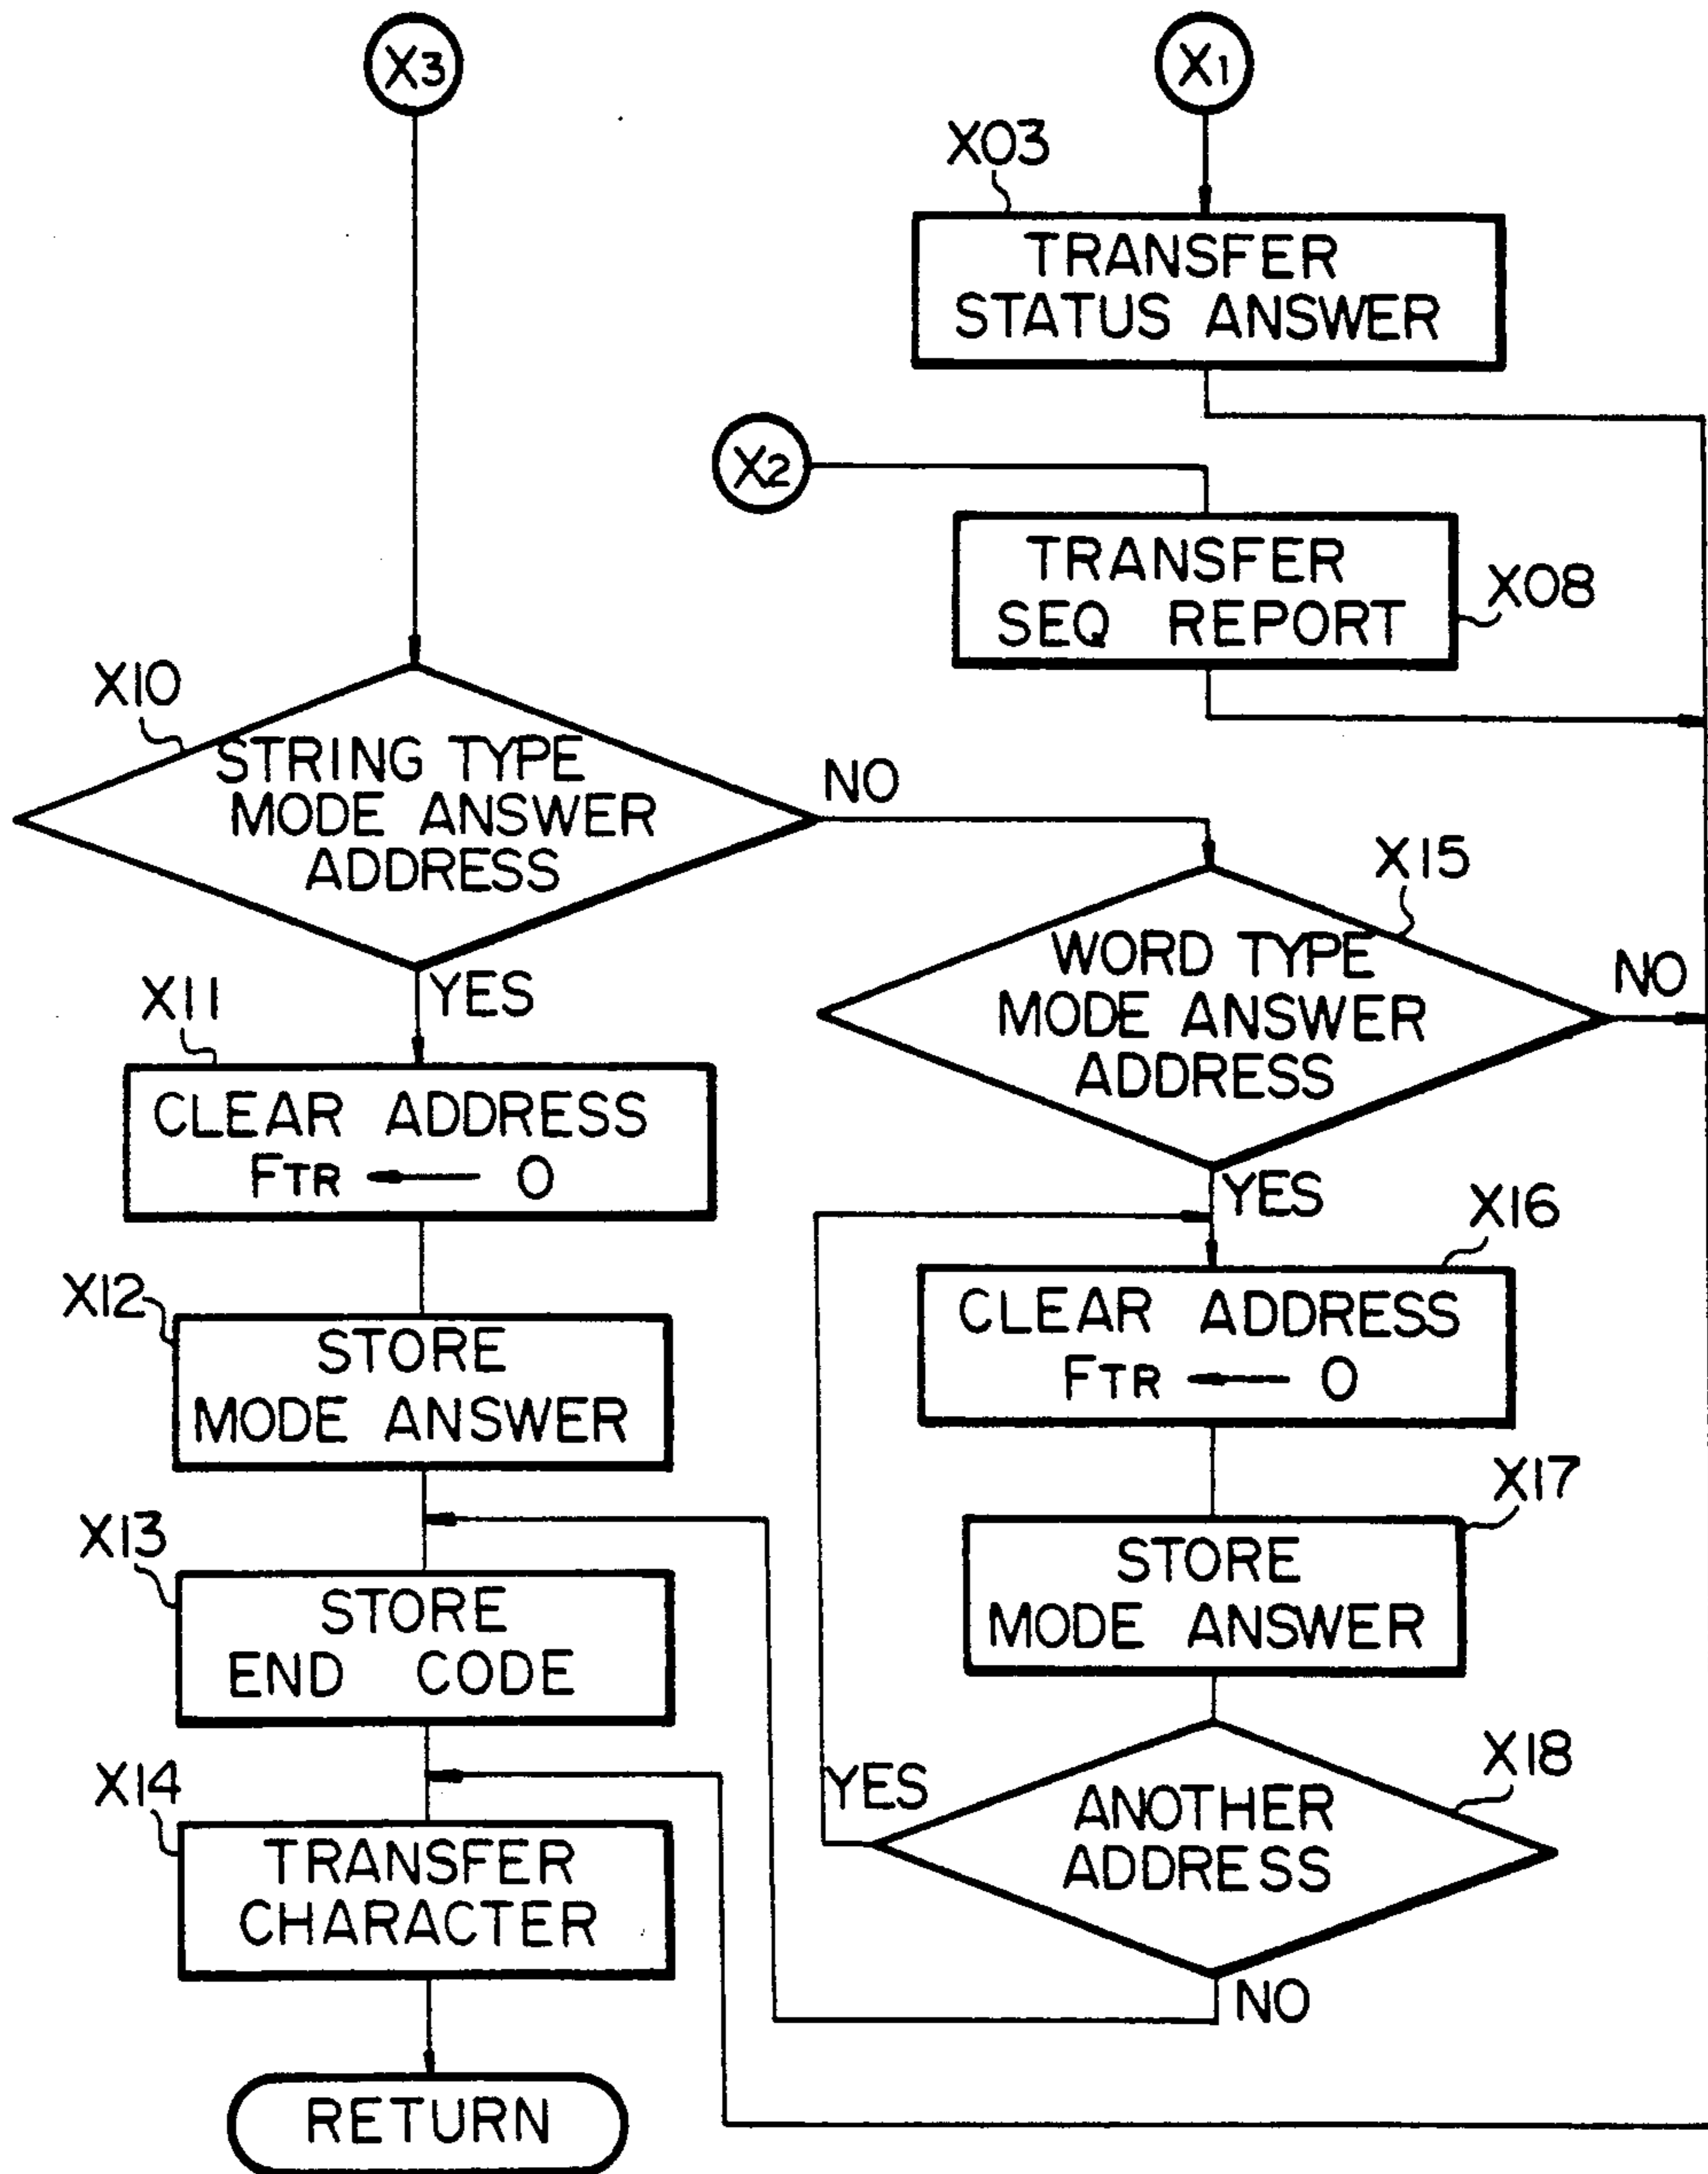 X3
X1
X03
TRANSFER
STATUS ANSWER
X2
TRANSFER
SEQ REPORT
X08
X10
STRING TYPE
MODE ANSWER
ADDRESS
NO
X15
WORD TYPE
MODE ANSWER
ADDRESS
NO
YES
X11
CLEAR ADDRESS
FTR ← 0
YES
X16
CLEAR ADDRESS
FTR ← 0
X12
STORE
MODE ANSWER
X17
STORE
MODE ANSWER
X13
STORE
END CODE
X18
YES
ANOTHER
ADDRESS
NO
X14
TRANSFER
CHARACTER
RETURN